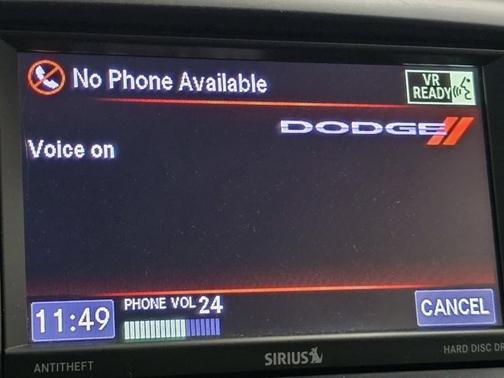 No Phone Available
VR
READY
DODGE
Voice on
11:49
PHONE VOL 24
CANCEL
ANTITHEFT
SIRIUS
HARD DISC DR